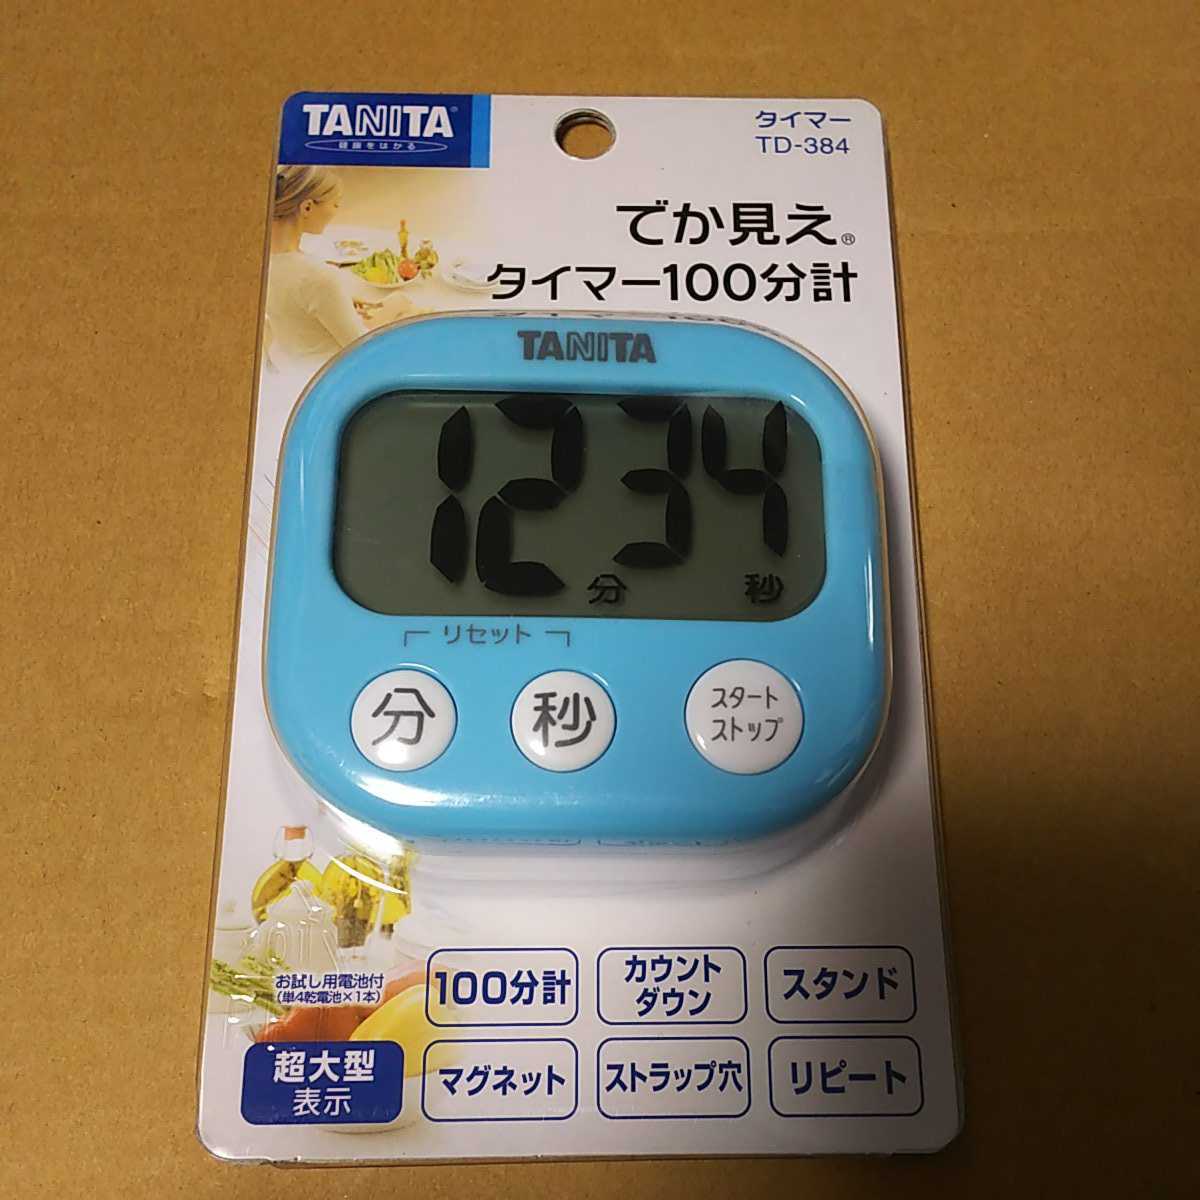 TANITA
健康をはかる
タイマー
TD-384
でか見え®
タイマー100分計
TANITA
12 34
分 秒
リセット
分
秒
スタート
ストップ
お試し用電池付
(単4乾電池×1本)
100分計
カウント
ダウン
スタンド
超大型
表示
マグネット
ストラップ穴
リピート